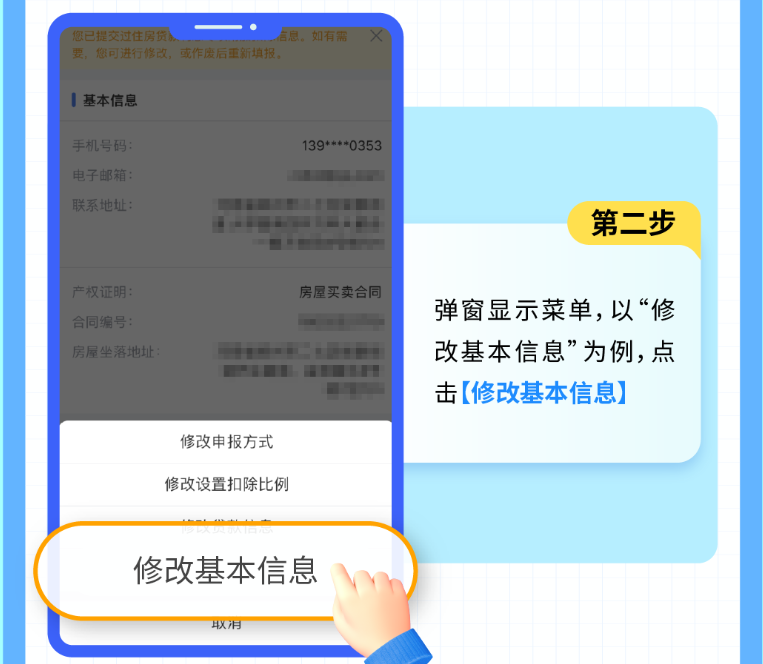 您已提交过住房贷
信息。如有需
要，您可进行修改，或作废后重新填报。
基本信息
手机号码：
139****0353
电子邮箱：
联系地址：
产权证明：
房屋买卖合同
合同编号：
房屋坐落地址：
修改申报方式
修改设置扣除比例
修改贷款信息
修改基本信息
取消
第二步
弹窗显示菜单，以“修
改基本信息”为例，点
击【修改基本信息】